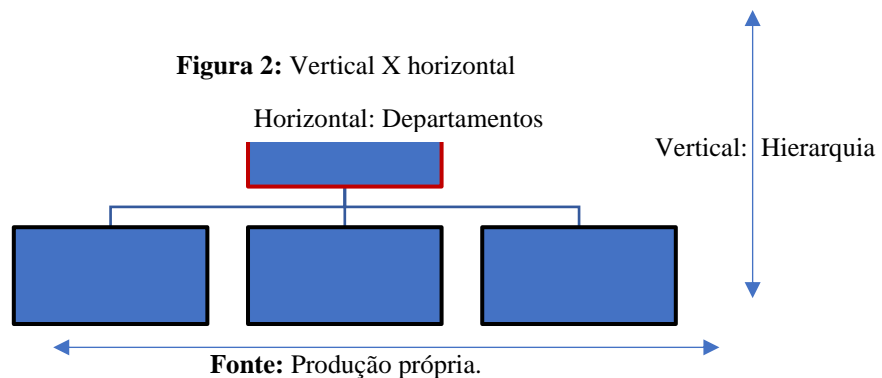 Figura 2: Vertical X horizontal
Horizontal: Departamentos
Vertical: Hierarquia
Fonte: Produção própria.